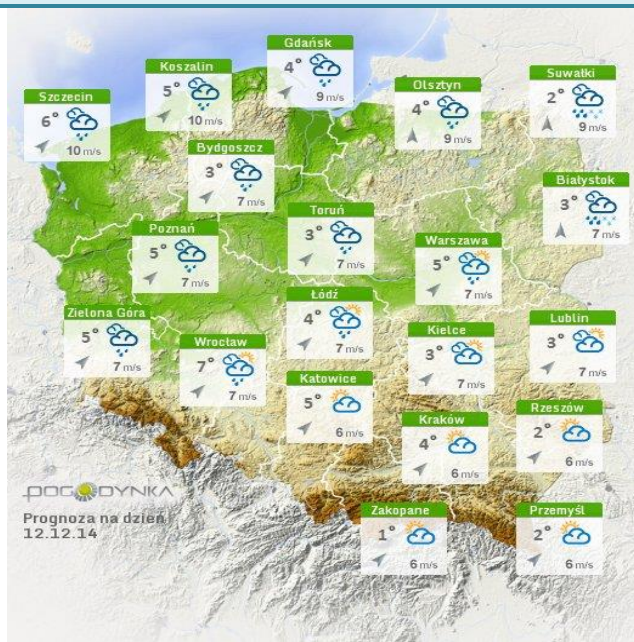 Gdańsk
4°
9 m/s
Koszalin
5°
10 m/s
Suwałki
2°
9 m/s
Olsztyn
4°
9 m/s
Szczecin
6°
10 m/s
Bydgoszcz
3°
7 m/s
Białystok
3°
7 m/s
Toruń
3°
7 m/s
Poznań
5°
7 m/s
Warszawa
5°
7 m/s
Łódź
4°
7 m/s
Zielona Góra
5°
7 m/s
Lublin
3°
7 m/s
Kielce
3°
7 m/s
Wrocław
7°
7 m/s
Katowice
5°
6 m/s
Rzeszów
2°
6 m/s
Kraków
4°
6 m/s
POGODYNKA
Prognoza na dzień
12.12.14
Zakopane
1°
6 m/s
Przemyśl
2°
6 m/s